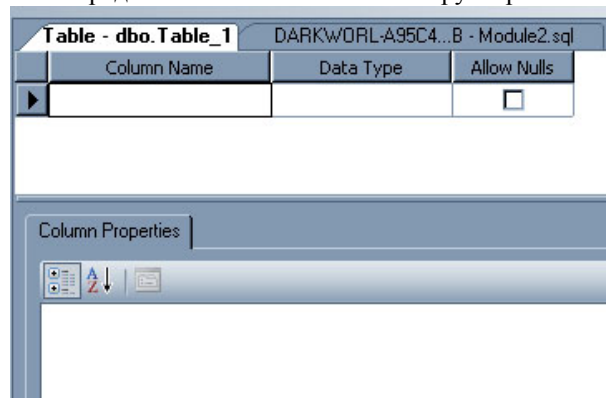 Table - dbo.Table_1 DARKWORL-A95C4...B - Module2.sql
Column Name Data Type Allow Nulls
Column Properties